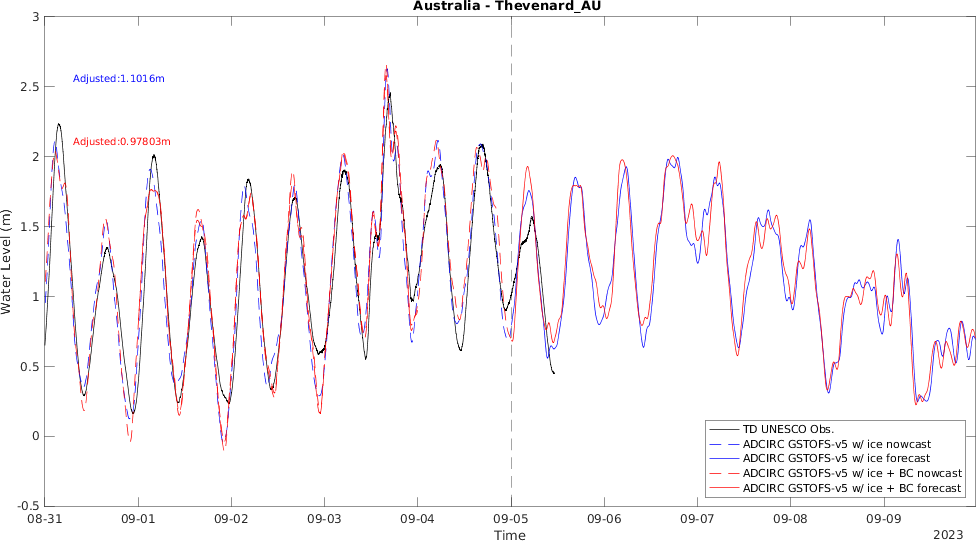 Australia - Thevenard_AU
3
2.5
2
1.5
1
0.5
0
-0.5
Water Level (m)
Adjusted:1.1016m
Adjusted:0.97803m
TD UNESCO Obs.
ADCIRC GSTOFS-v5 w/ ice nowcast
ADCIRC GSTOFS-v5 w/ ice forecast
ADCIRC GSTOFS-v5 w/ ice + BC nowcast
ADCIRC GSTOFS-v5 w/ ice + BC forecast
08-31 09-01 09-02 09-03 09-04 09-05 09-06 09-07 09-08 09-09
Time
2023